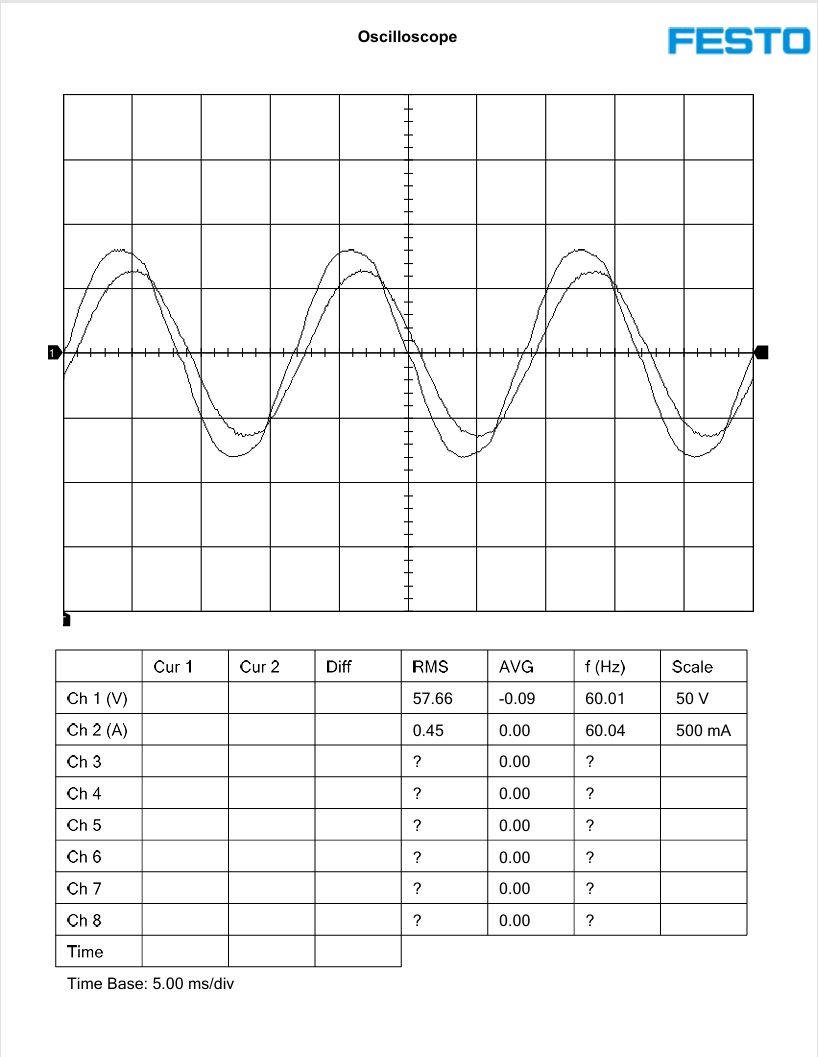 Oscilloscope
FESTO
1
Cur 1 Cur 2 Diff RMS AVG f (Hz) Scale
Ch 1 (V) 57.66 -0.09 60.01 50 V
Ch 2 (A) 0.45 0.00 60.04 500 mA
Ch 3 ? 0.00 ?
Ch 4 ? 0.00 ?
Ch 5 ? 0.00 ?
Ch 6 ? 0.00 ?
Ch 7 ? 0.00 ?
Ch 8 ? 0.00 ?
Time
Time Base: 5.00 ms/div